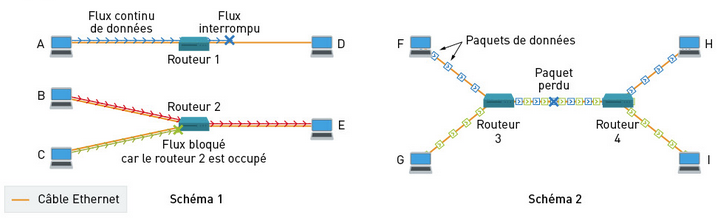 Flux continu
de données
Flux
interrompu
A
D
Routeur 1
B
Routeur 2
E
C
Flux bloqué
car le routeur 2 est occupé
Câble Ethernet
Schéma 1
F
Paquets de données
H
Paquet
perdu
Routeur
3
Routeur
4
G
I
Schéma 2